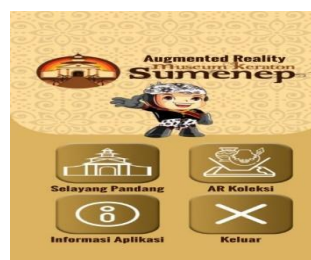 Augmented Reality
Museum Keraton
Sumenep
Selayang Pandang
AR Koleksi
Informasi Aplikasi
Keluar